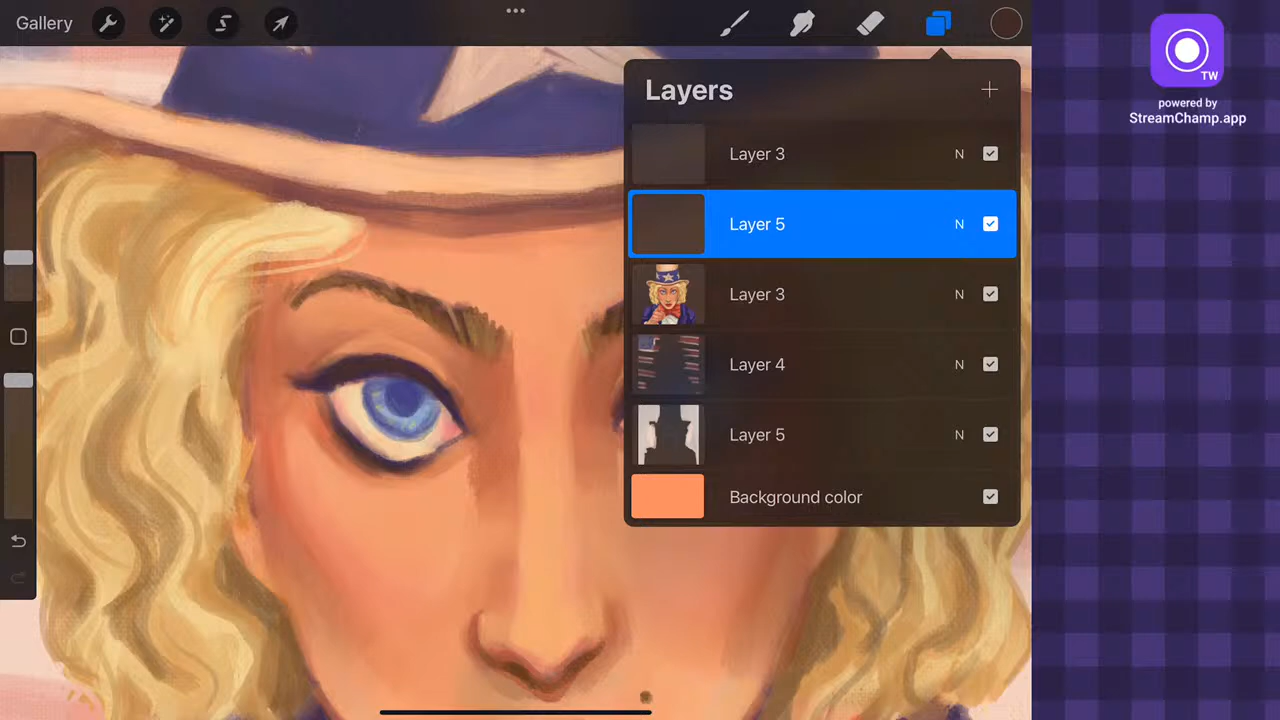 Gallery
Layers
Layer 3 N
Layer 5 N
Layer 3 N
Layer 4 N
Layer 5 N
Background color
TW
powered by
StreamChamp.app